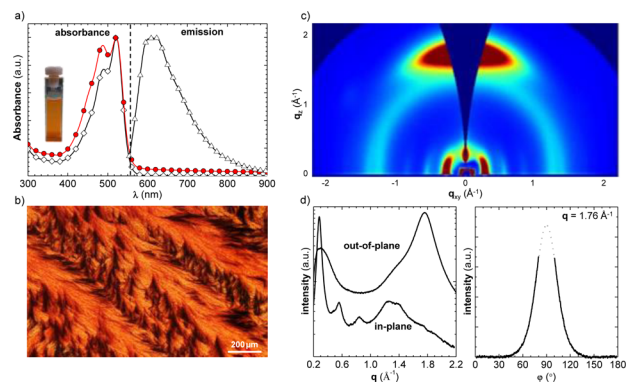 a)
absorbance
emission
Absorbance (a.u.)
300 400 500 600 700 800 900
λ (nm)
b)
200μm
c)
q_z (Å⁻¹)
2
1
0
-2 -1 0 1 2
q_xy (Å⁻¹)
d)
out-of-plane
in-plane
intensity (a.u.)
0.2 0.6 1.0 1.4 1.8 2.2
q (Å⁻¹)
q = 1.76 Å⁻¹
intensity (a.u.)
0 30 60 90 120 150 180
φ (°)